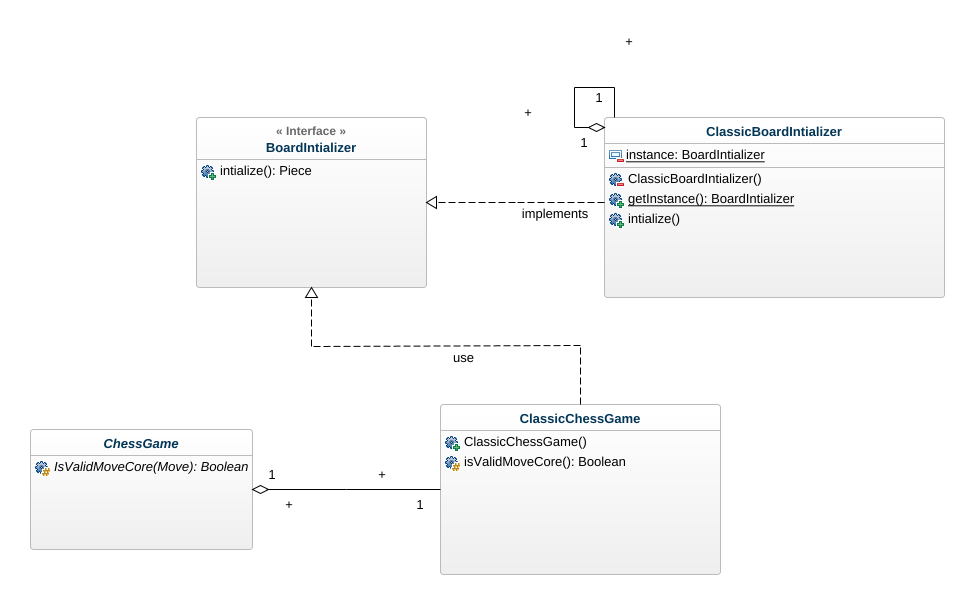 +
1
+
1
« Interface »
BoardIntializer
intialize(): Piece
ClassicBoardIntializer
instance: BoardIntializer
ClassicBoardIntializer()
getInstance(): BoardIntializer
intialize()
implements
use
ChessGame
IsValidMoveCore(Move): Boolean
1
+
+
1
ClassicChessGame
ClassicChessGame()
isValidMoveCore(): Boolean